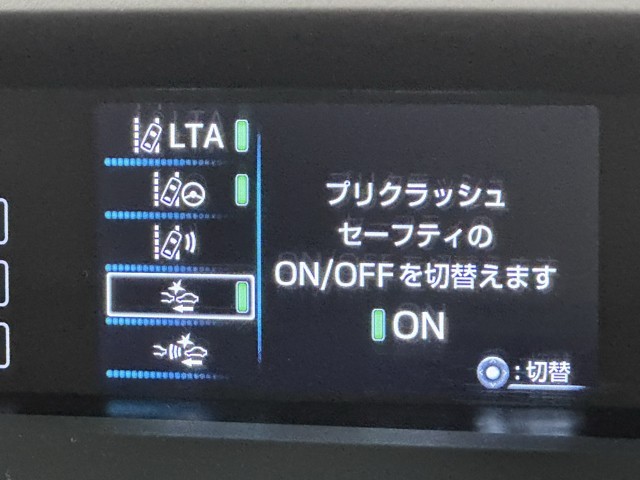 LTA
プリクラッシュ
セーフティの
ON/OFFを切替えます
ON
:切替